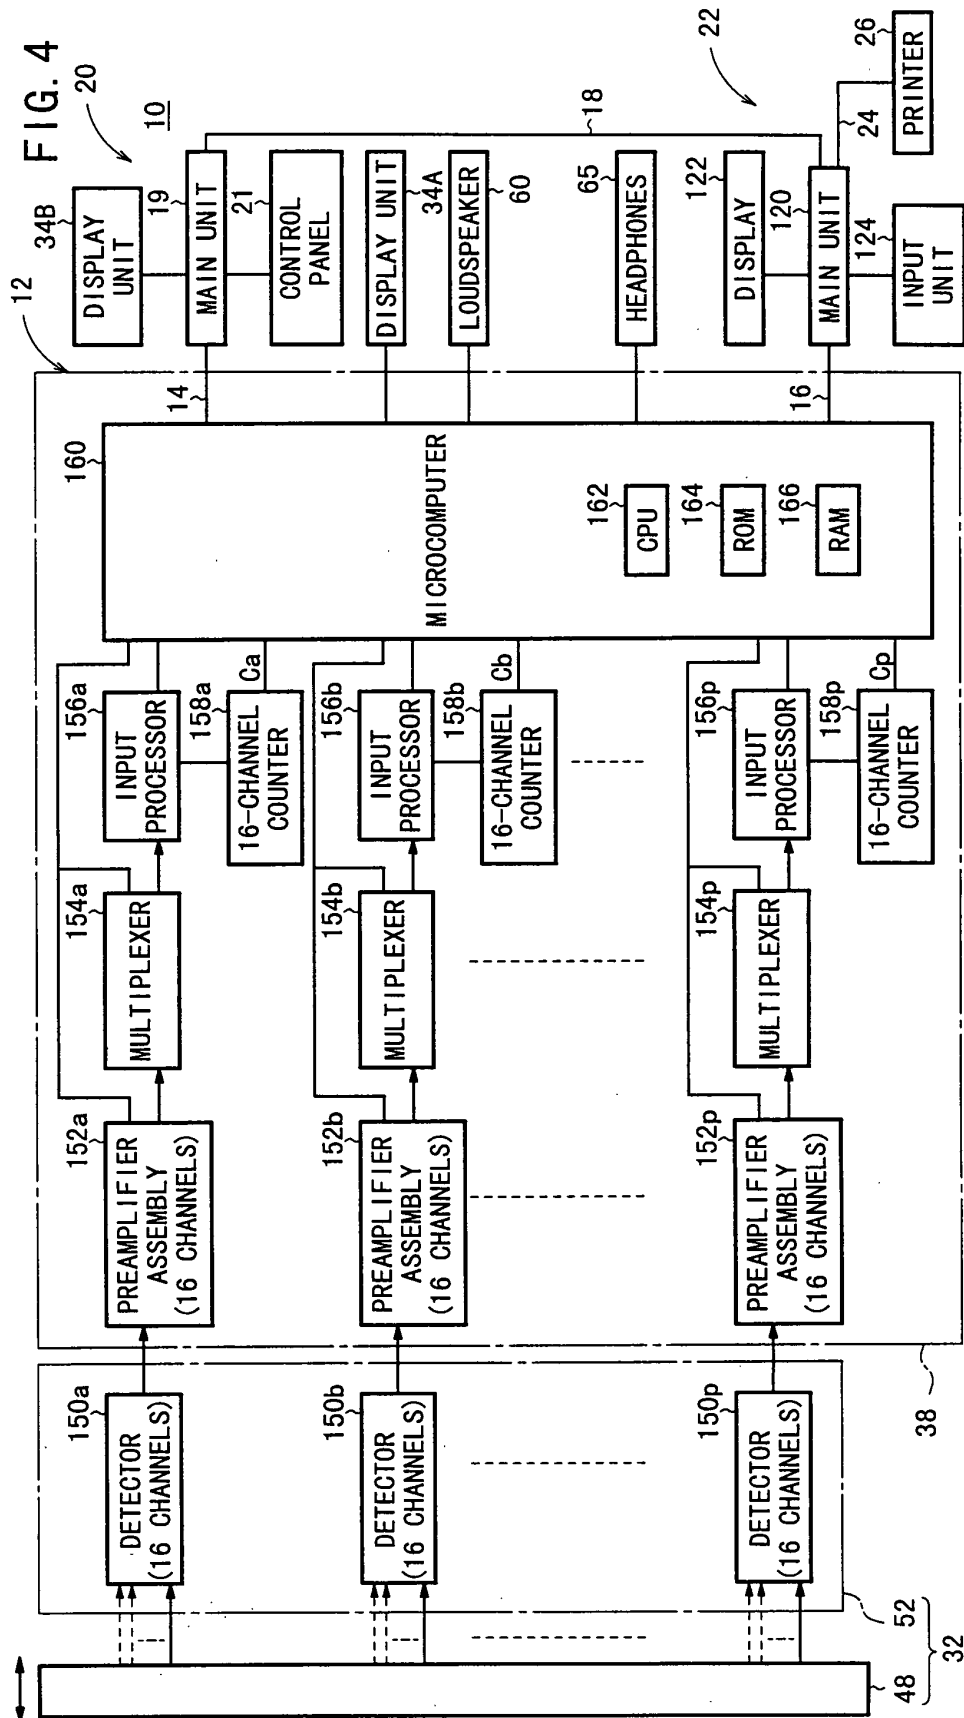 FIG. 4
10
20
12
34B
DISPLAY
UNIT
19
MAIN UNIT
21
CONTROL
PANEL
34A
DISPLAY UNIT
60
LOUDSPEAKER
65
HEADPHONES
18
22
122
DISPLAY
120
MAIN UNIT
124
INPUT
UNIT
24
26
PRINTER
14
16
160
MICROCOMPUTER
162
CPU
164
ROM
166
RAM
156a
INPUT
PROCESSOR
158a
16-CHANNEL
COUNTER
Ca
156b
INPUT
PROCESSOR
158b
16-CHANNEL
COUNTER
Cb
156p
INPUT
PROCESSOR
158p
16-CHANNEL
COUNTER
Cp
154a
MULTIPLEXER
154b
MULTIPLEXER
154p
MULTIPLEXER
152a
PREAMPLIFIER
ASSEMBLY
(16 CHANNELS)
152b
PREAMPLIFIER
ASSEMBLY
(16 CHANNELS)
152p
PREAMPLIFIER
ASSEMBLY
(16 CHANNELS)
150a
DETECTOR
(16 CHANNELS)
150b
DETECTOR
(16 CHANNELS)
150p
DETECTOR
(16 CHANNELS)
38
52
48
32